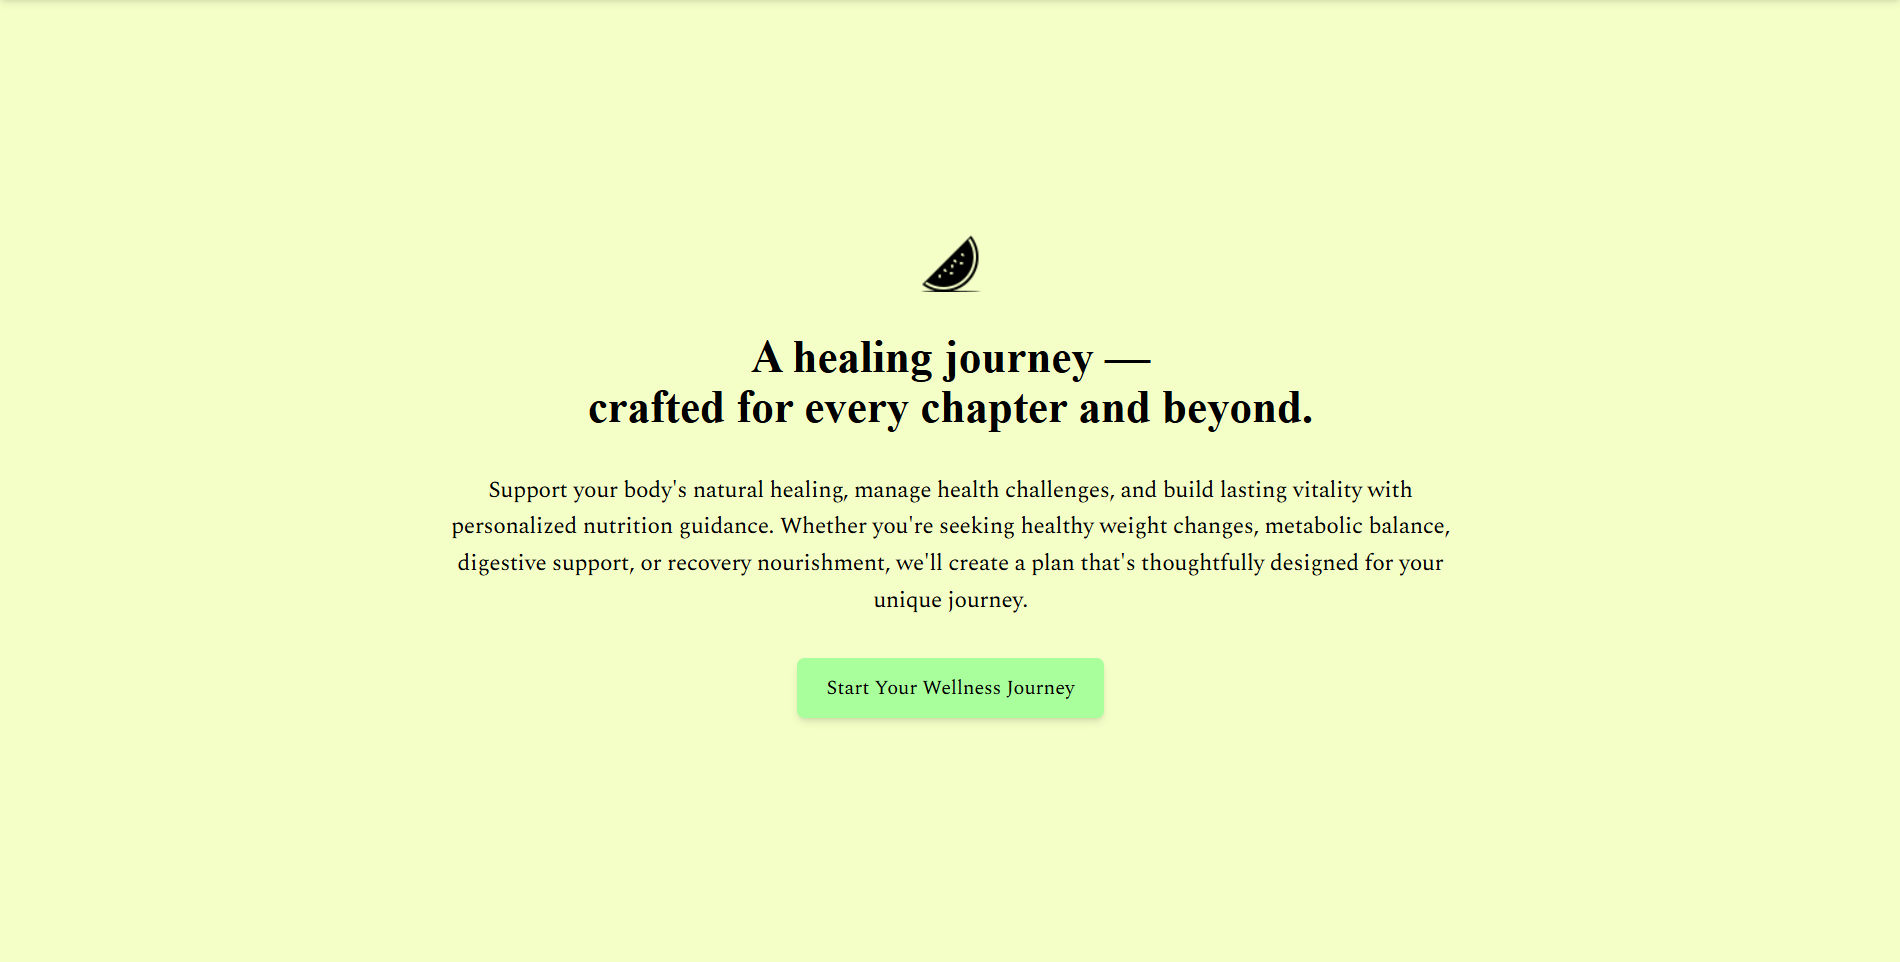 A healing journey —
crafted for every chapter and beyond.
Support your body's natural healing, manage health challenges, and build lasting vitality with
personalized nutrition guidance. Whether you're seeking healthy weight changes, metabolic balance,
digestive support, or recovery nourishment, we'll create a plan that's thoughtfully designed for your
unique journey.
Start Your Wellness Journey